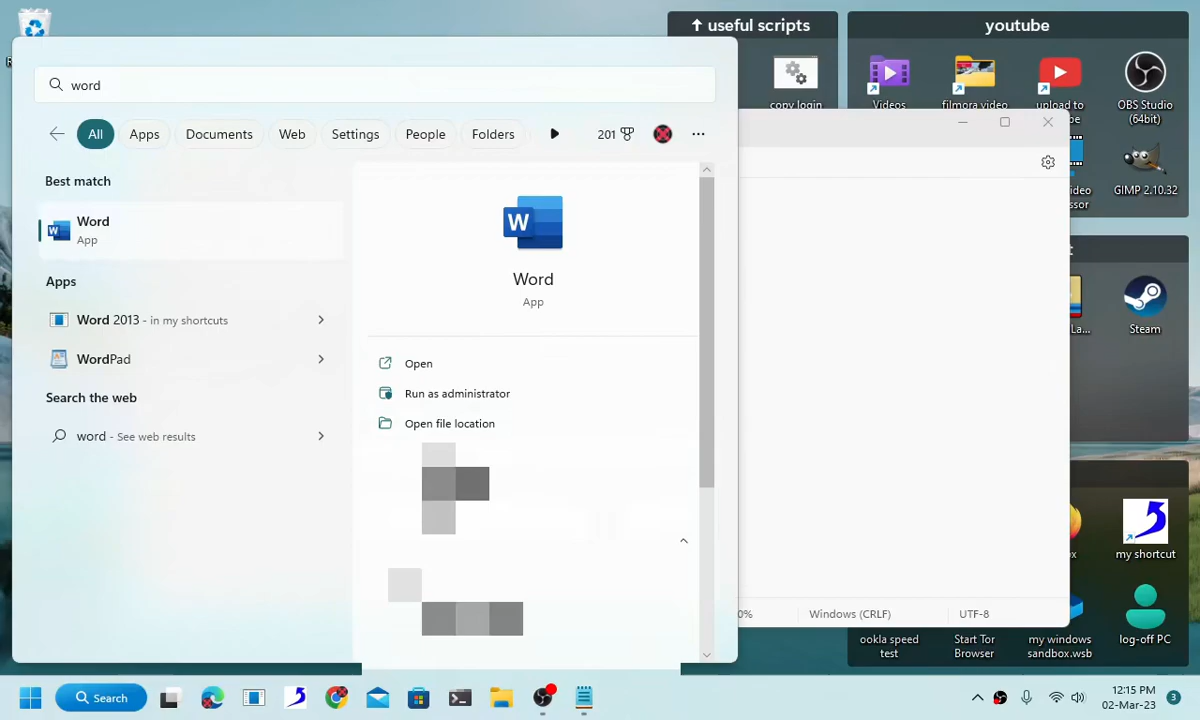 ↑ useful scripts
youtube
word
copy login
Videos
filmora video
upload to
OBS Studio
(64bit)
All
Apps
Documents
Web
Settings
People
Folders
201
Best match
Word
App
GIMP 2.10.32
W
Word
App
Apps
Word 2013 - in my shortcuts
WordPad
Search the web
word - See web results
Open
Run as administrator
Open file location
Steam
my shortcut
0%
Windows (CRLF)
UTF-8
ookla speed
test
Start Tor
Browser
my windows
sandbox.wsb
log-off PC
Search
12:15 PM
02-Mar-23
3